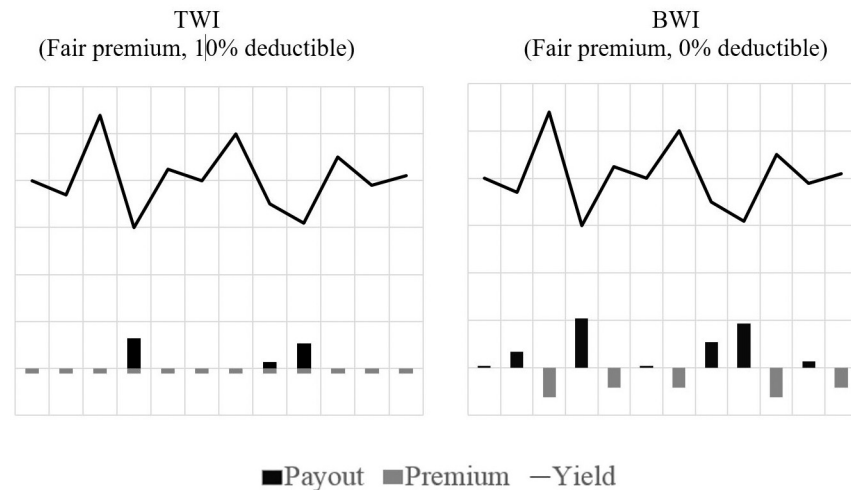 TWI
(Fair premium, 10% deductible)
BWI
(Fair premium, 0% deductible)
Payout
Premium
Yield